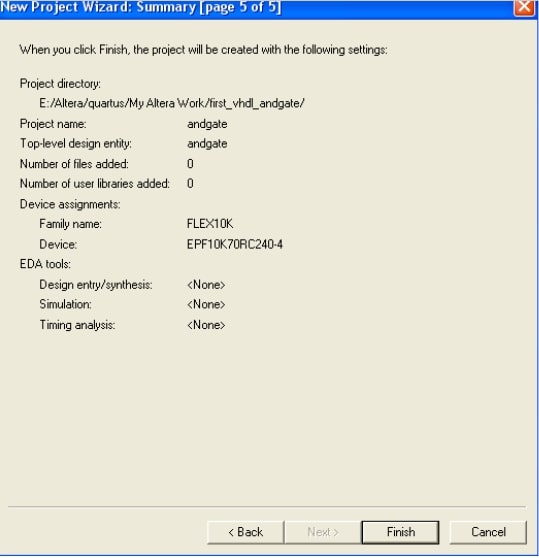 New Project Wizard: Summary [page 5 of 5]
When you click Finish, the project will be created with the following settings:
Project directory:
E:/Altera/quartus/My Altera Work/first_vhdl_andgate/
Project name: andgate
Top-level design entity: andgate
Number of files added: 0
Number of user libraries added: 0
Device assignments:
Family name: FLEX10K
Device: EPF10K70RC240-4
EDA tools:
Design entry/synthesis: <None>
Simulation: <None>
Timing analysis: <None>
< Back Next > Finish Cancel